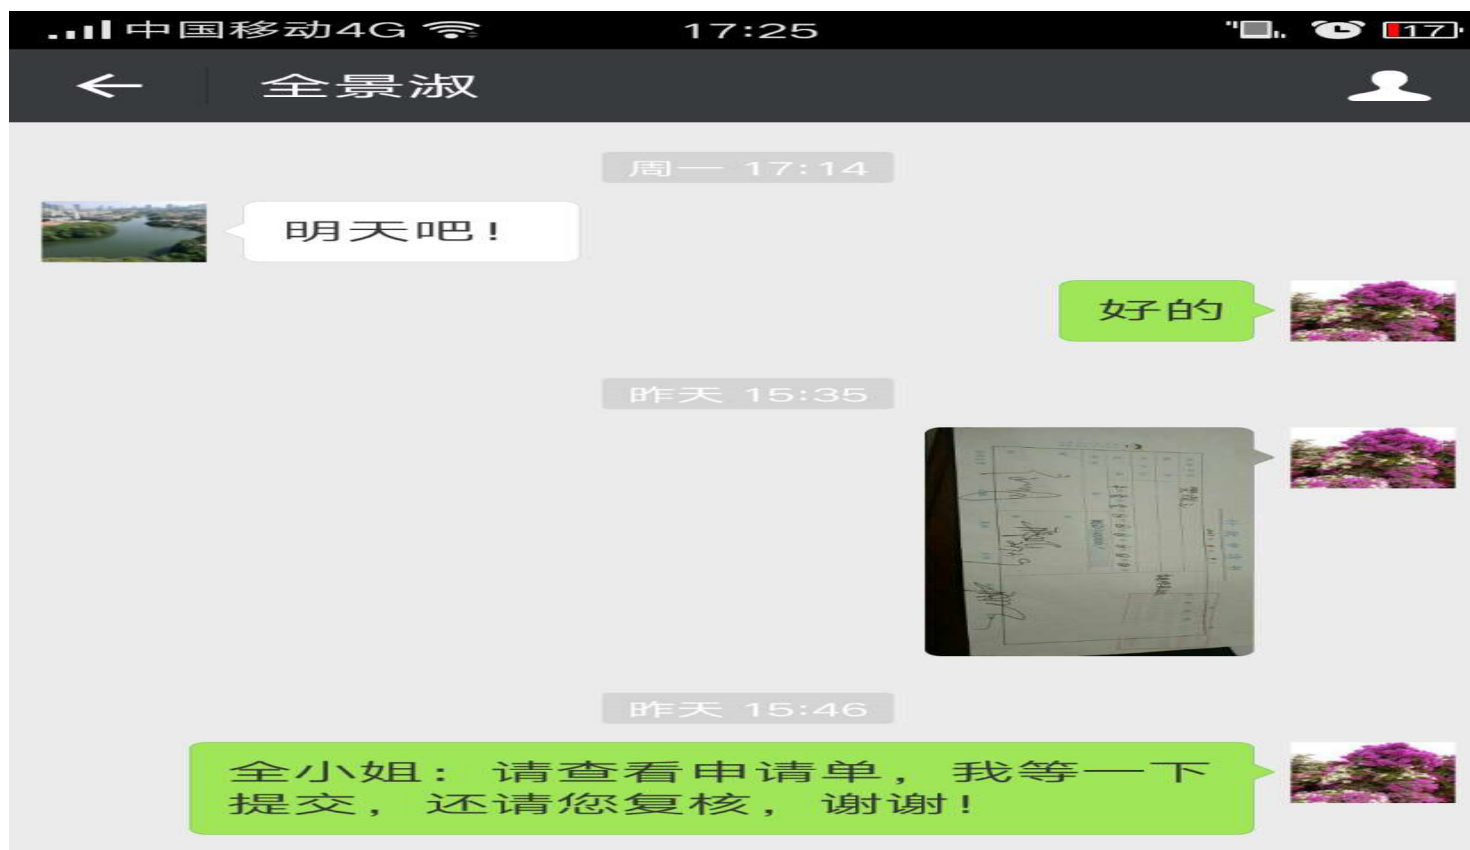 中国移动4G 17:25 17
全景淑
周一 17:14
明天吧!
好的
昨天 15:35
昨天 15:46
全小姐：请查看申请单，我等一下
提交，还请您复核，谢谢!